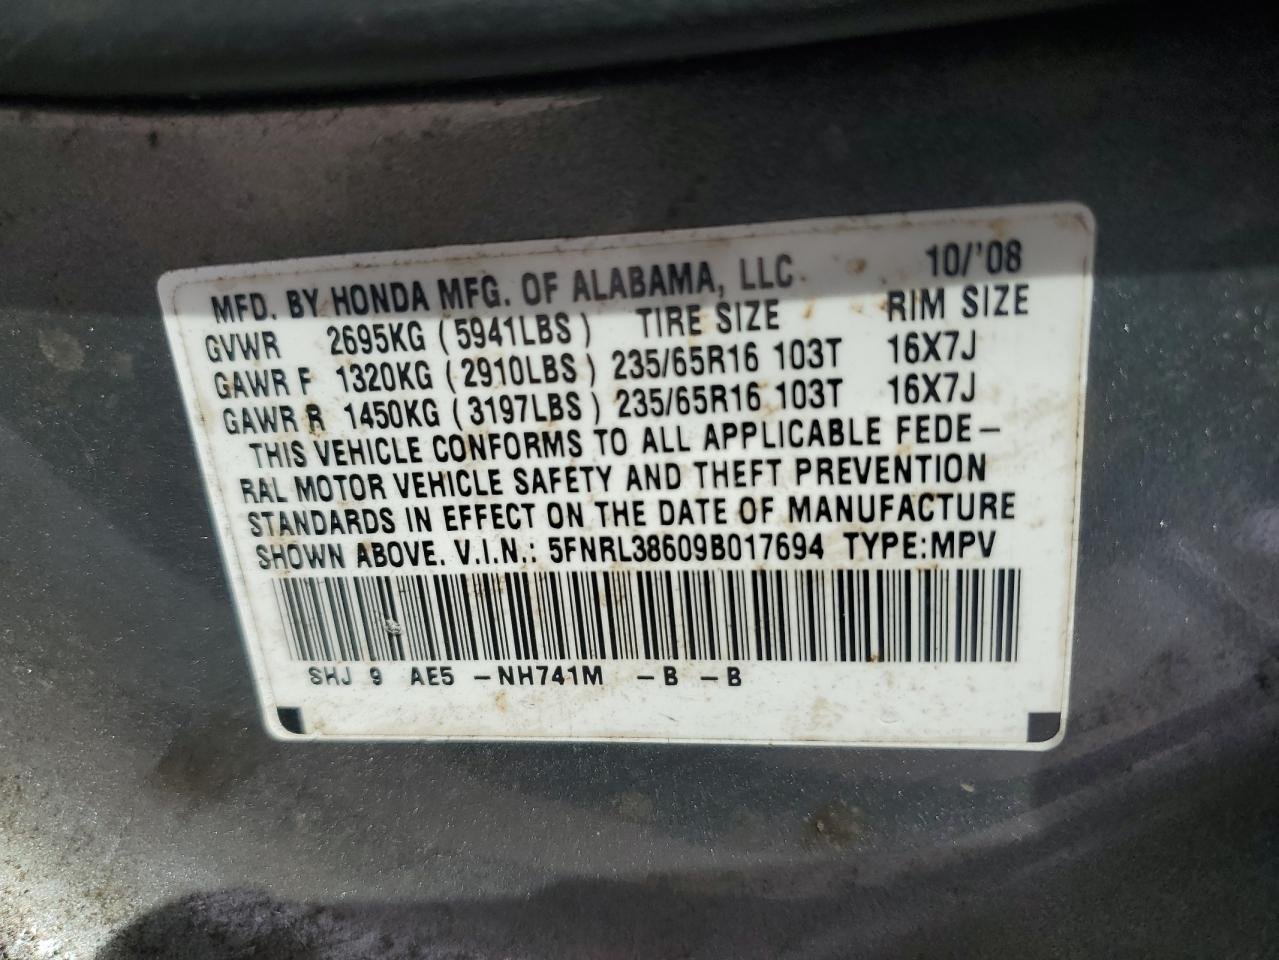 MFD. BY HONDA MFG. OF ALABAMA, LLC 10/'08
GVWR 2695KG (5941LBS) TIRE SIZE RIM SIZE
GAWR F 1320KG (2910LBS) 235/65R16 103T 16X7J
GAWR R 1450KG (3197LBS) 235/65R16 103T 16X7J
THIS VEHICLE CONFORMS TO ALL APPLICABLE FEDE-
RAL MOTOR VEHICLE SAFETY AND THEFT PREVENTION
STANDARDS IN EFFECT ON THE DATE OF MANUFACTURE
SHOWN ABOVE. V.I.N.: 5FNRL38609B017694 TYPE:MPV
SHJ 9 AE5 -NH741M -B -B